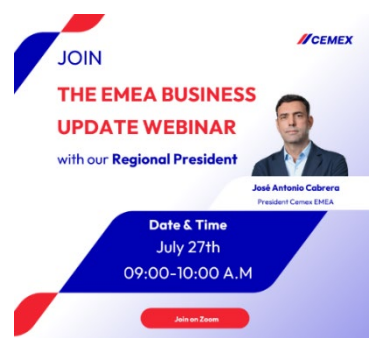 CEMEX
JOIN
THE EMEA BUSINESS
UPDATE WEBINAR
with our Regional President
José Antonio Cabrera
President Cemex EMEA
Date & Time
July 27th
09:00-10:00 A.M
Join on Zoom